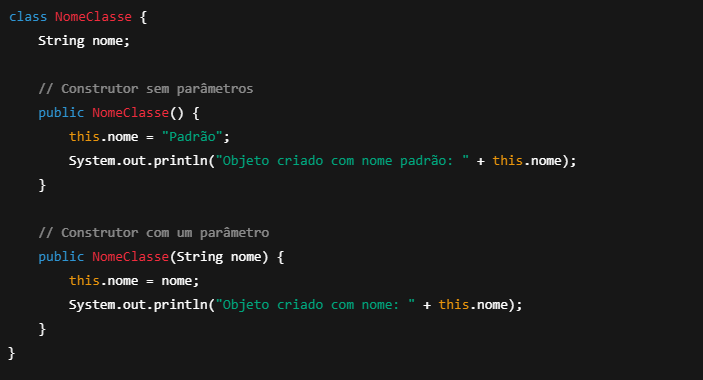 class NomeClasse {
    String nome;

    // Construtor sem parâmetros
    public NomeClasse() {
        this.nome = "Padrão";
        System.out.println("Objeto criado com nome padrão: " + this.nome);
    }

    // Construtor com um parâmetro
    public NomeClasse(String nome) {
        this.nome = nome;
        System.out.println("Objeto criado com nome: " + this.nome);
    }
}